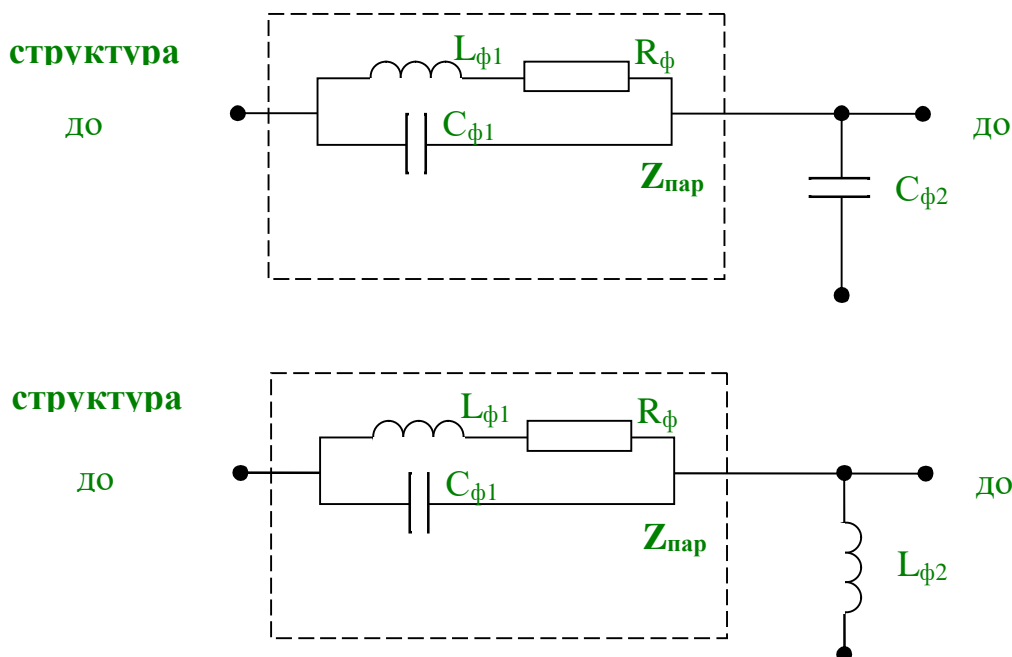 структура
Lф1
Rф
до
Cф1
до
Zпар
Cф2
структура
Lф1
Rф
до
Cф1
до
Zпар
Lф2